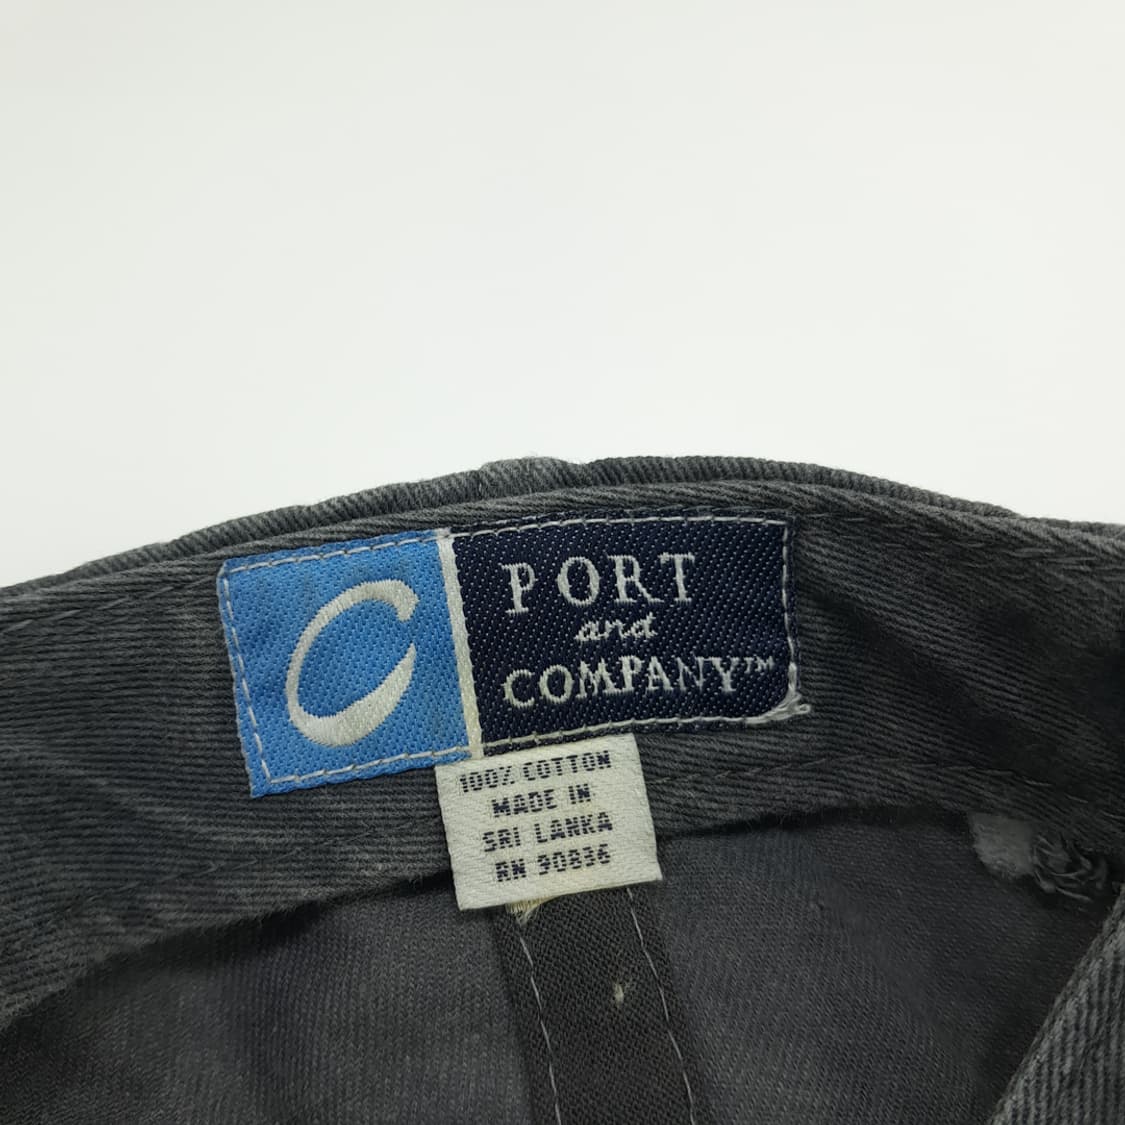 C
PORT
and
COMPANY™
100% COTTON
MADE IN
SRI LANKA
RN 90836